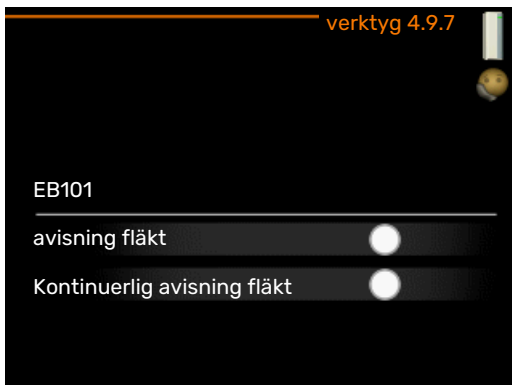 verktyg 4.9.7
EB101
avisning fläkt
Kontinuerlig avisning fläkt